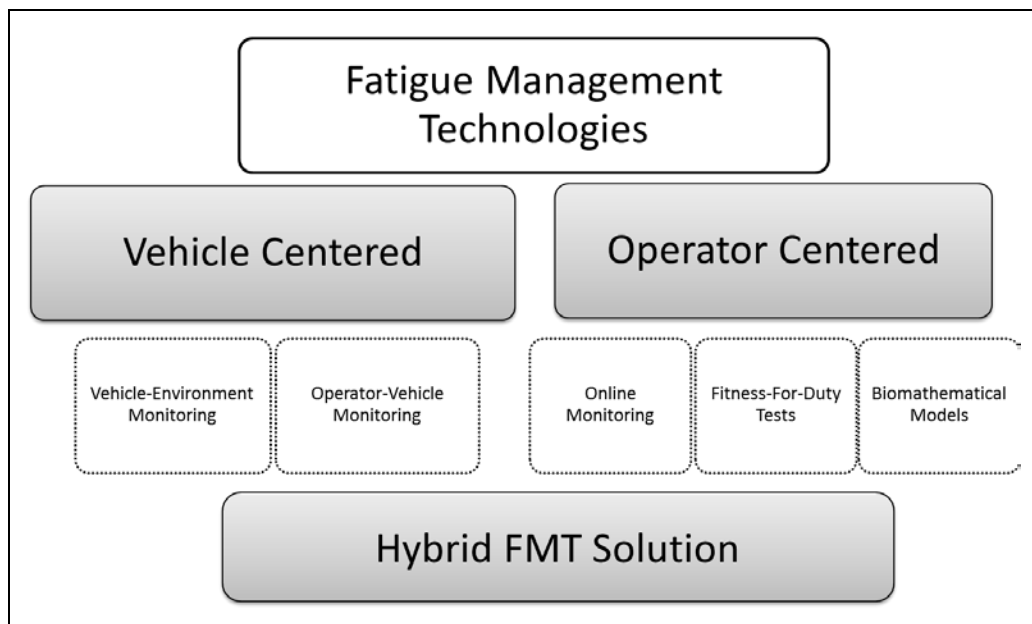 Fatigue Management
Technologies
Vehicle Centered
Operator Centered
Vehicle-Environment
Monitoring
Operator-Vehicle
Monitoring
Online
Monitoring
Fitness-For-Duty
Tests
Biomathematical
Models
Hybrid FMT Solution